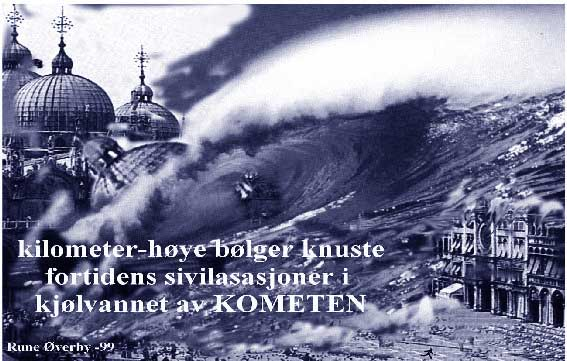 kilometer-høye bølger knuste
fortidens sivilasasjoner i
kjølvannet av KOMETEN
Rune Øverby -99